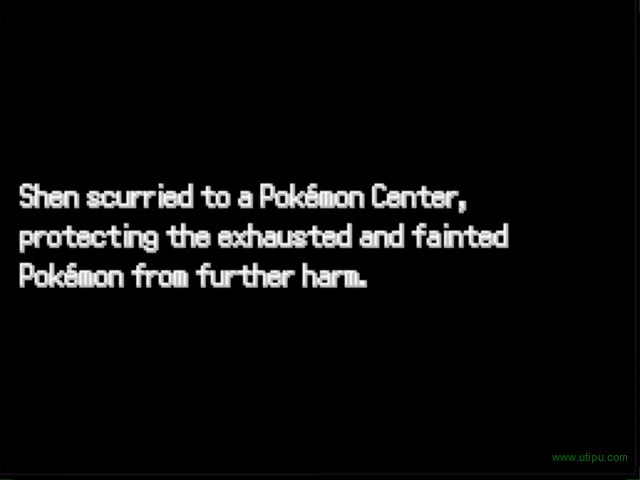 Shen scurried to a Pokémon Center,
protecting the exhausted and fainted
Pokémon from further harm.
www.utipu.com